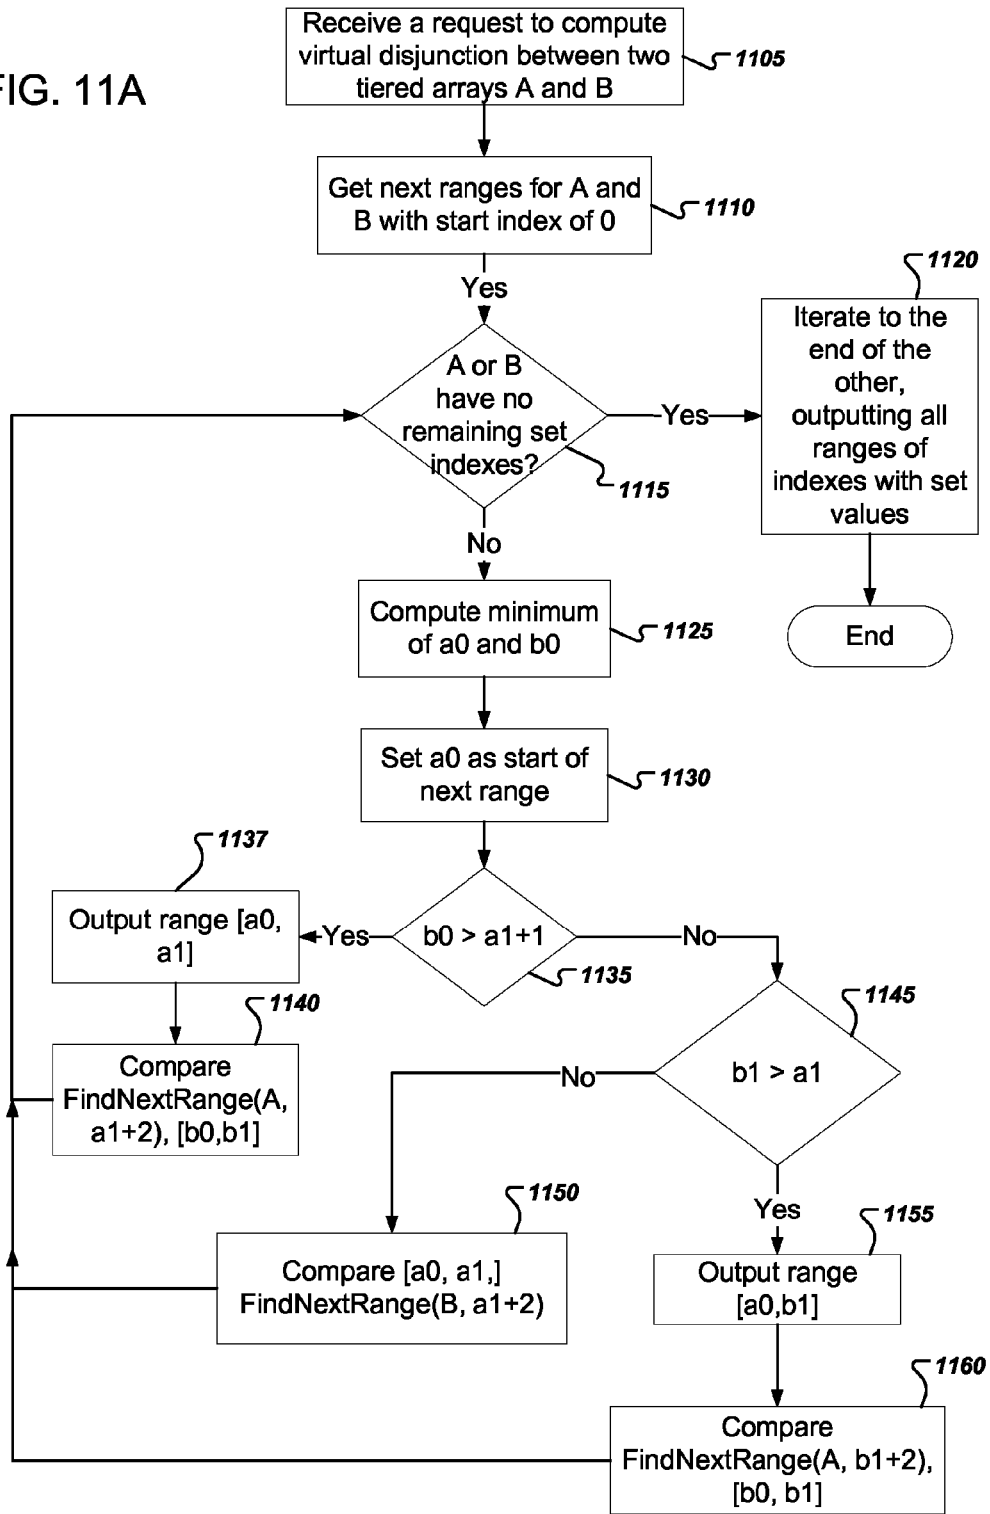 Receive a request to compute
virtual disjunction between two
tiered arrays A and B
1105
FIG. 11A
Get next ranges for A and
B with start index of 0
1110
Yes
1120
Iterate to the
end of the
other,
outputting all
ranges of
indexes with set
values
A or B
have no
remaining set
indexes?
Yes
1115
No
End
Compute minimum
of a0 and b0
1125
Set a0 as start of
next range
1130
1137
Output range [a0,
a1]
Yes
b0 > a1+1
No
1135
1140
Compare
FindNextRange(A,
a1+2), [b0,b1]
1145
b1 > a1
No
Yes
1150
Compare [a0, a1,]
FindNextRange(B, a1+2)
1155
Output range
[a0,b1]
1160
Compare
FindNextRange(A, b1+2),
[b0, b1]